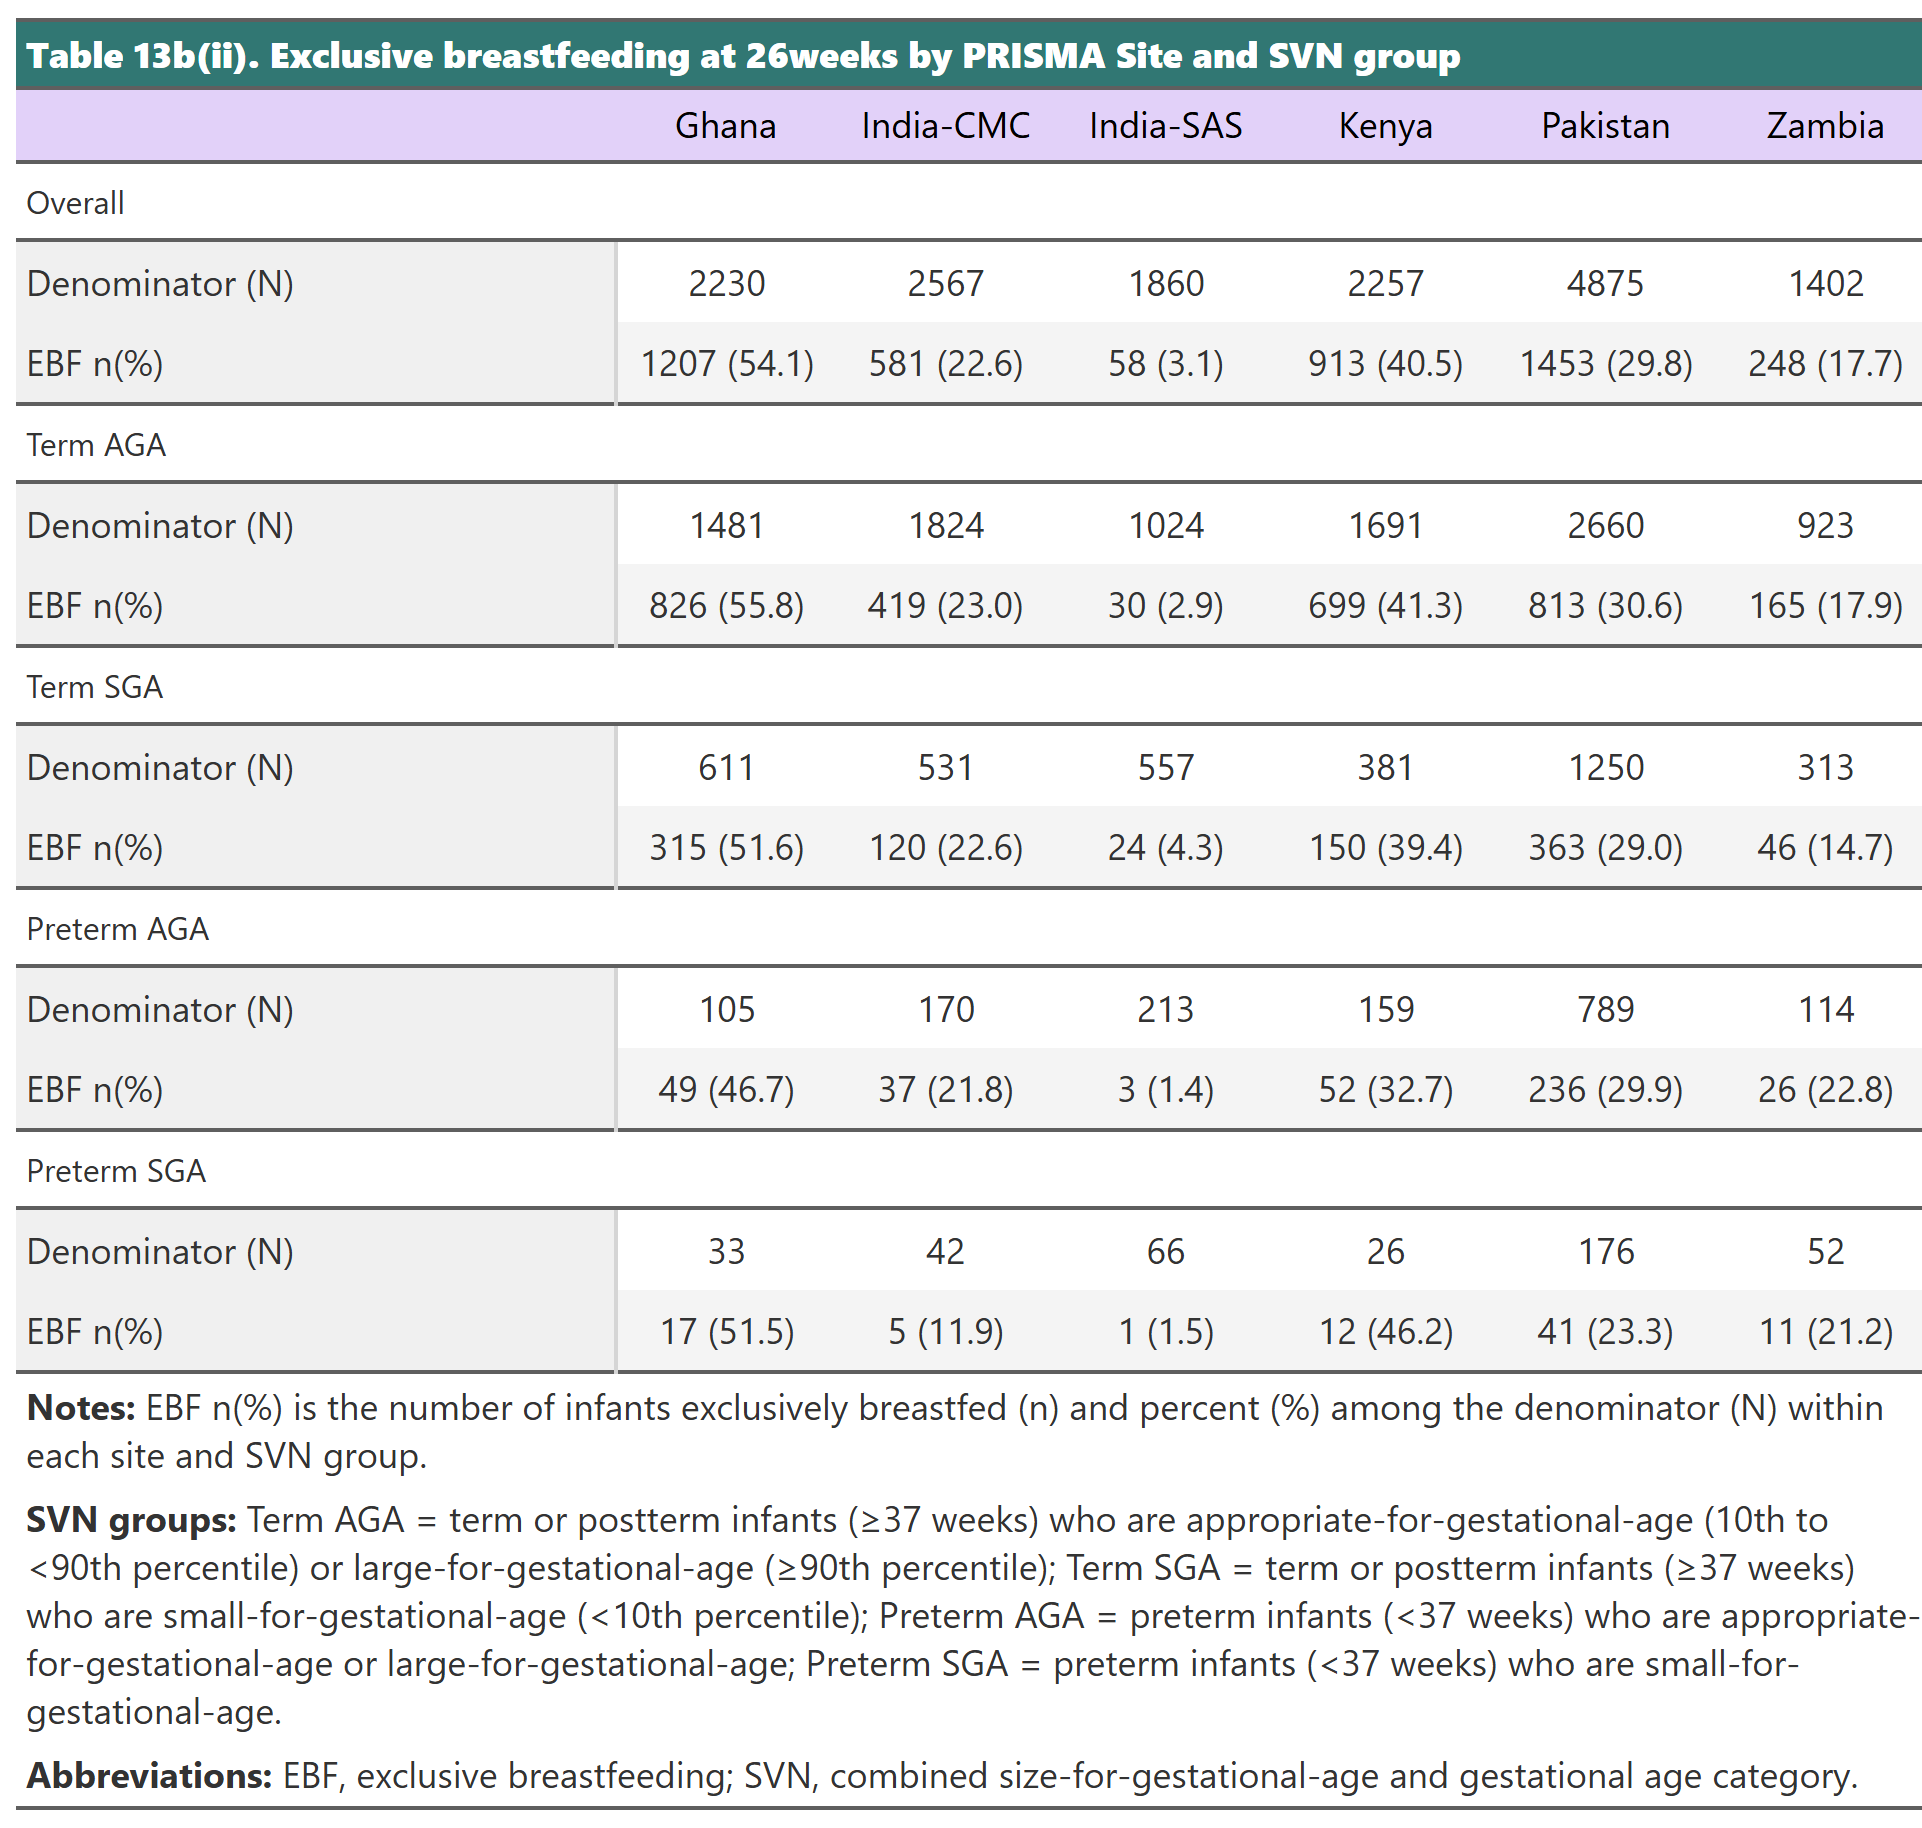 Table 13b(ii). Exclusive breastfeeding at 26weeks by PRISMA Site and SVN group
Ghana India-CMC India-SAS Kenya Pakistan Zambia
Overall
Denominator (N) 2230 2567 1860 2257 4875 1402
EBF n(%) 1207 (54.1) 581 (22.6) 58 (3.1) 913 (40.5) 1453 (29.8) 248 (17.7)
Term AGA
Denominator (N) 1481 1824 1024 1691 2660 923
EBF n(%) 826 (55.8) 419 (23.0) 30 (2.9) 699 (41.3) 813 (30.6) 165 (17.9)
Term SGA
Denominator (N) 611 531 557 381 1250 313
EBF n(%) 315 (51.6) 120 (22.6) 24 (4.3) 150 (39.4) 363 (29.0) 46 (14.7)
Preterm AGA
Denominator (N) 105 170 213 159 789 114
EBF n(%) 49 (46.7) 37 (21.8) 3 (1.4) 52 (32.7) 236 (29.9) 26 (22.8)
Preterm SGA
Denominator (N) 33 42 66 26 176 52
EBF n(%) 17 (51.5) 5 (11.9) 1 (1.5) 12 (46.2) 41 (23.3) 11 (21.2)
Notes: EBF n(%) is the number of infants exclusively breastfed (n) and percent (%) among the denominator (N) within
each site and SVN group.
SVN groups: Term AGA = term or postterm infants (≥37 weeks) who are appropriate-for-gestational-age (10th to
<90th percentile) or large-for-gestational-age (≥90th percentile); Term SGA = term or postterm infants (≥37 weeks)
who are small-for-gestational-age (<10th percentile); Preterm AGA = preterm infants (<37 weeks) who are appropriate-
for-gestational-age or large-for-gestational-age; Preterm SGA = preterm infants (<37 weeks) who are small-for-
gestational-age.
Abbreviations: EBF, exclusive breastfeeding; SVN, combined size-for-gestational-age and gestational age category.